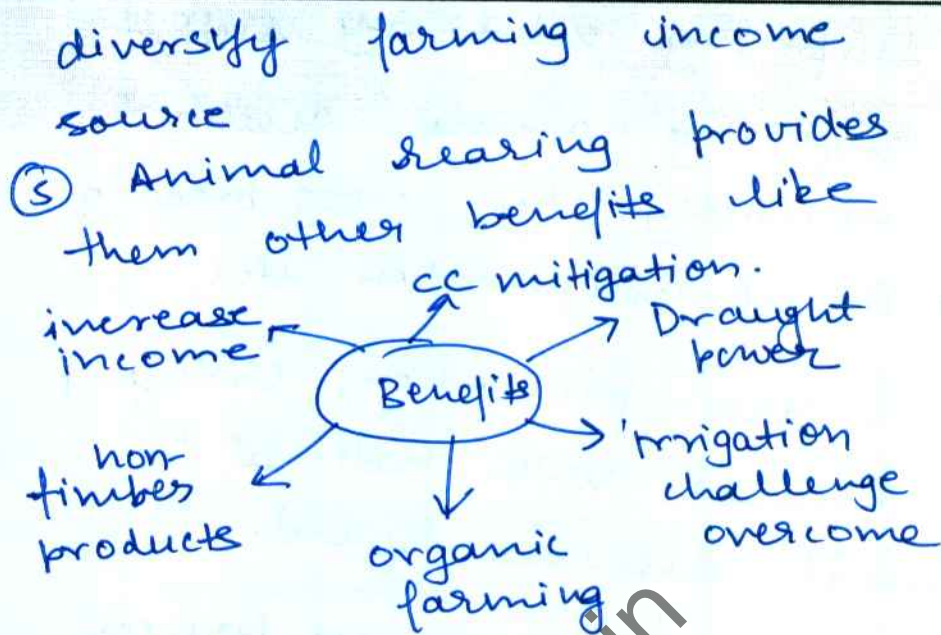 diversify farming income
source
(5) Animal rearing provides
them other benefits like
CC mitigation.
increase
income
Draught
power
Benefits
non-
timber
products
organic
farming
irrigation
challenge
overcome
in